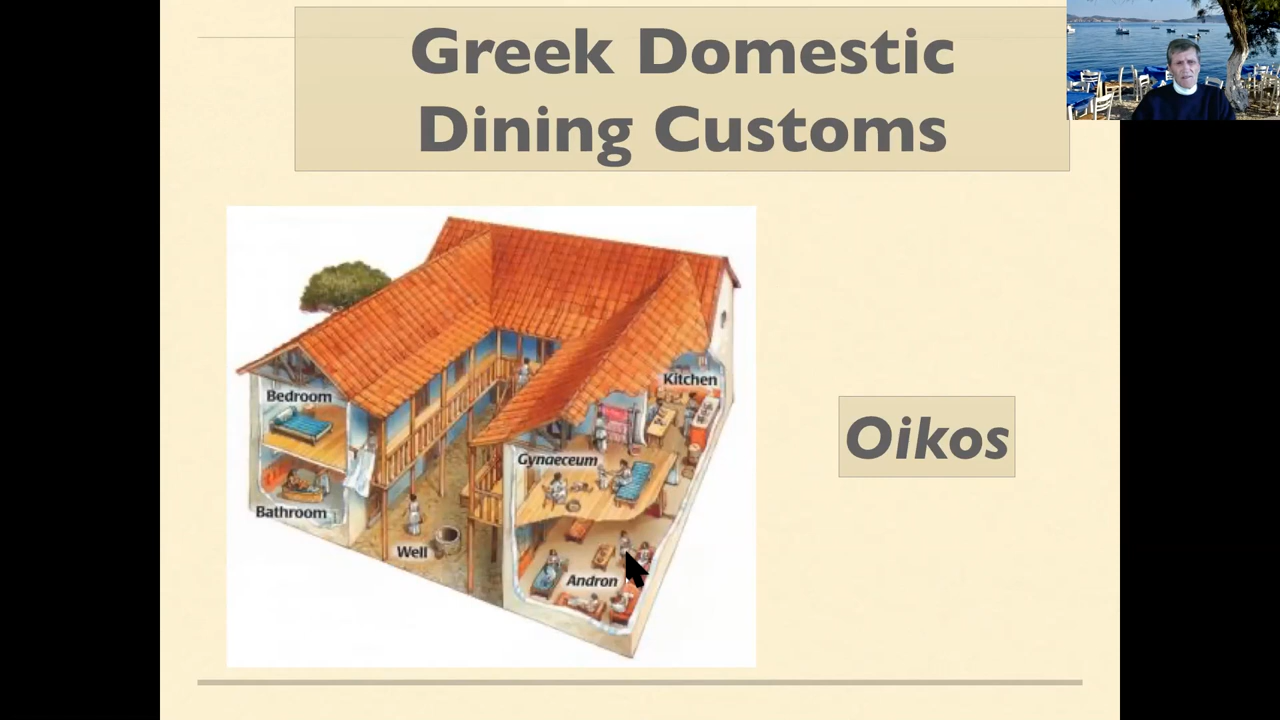 Greek Domestic
Dining Customs
Kitchen
Bedroom
Gynaeceum
Oikos
Bathroom
Well
Andron